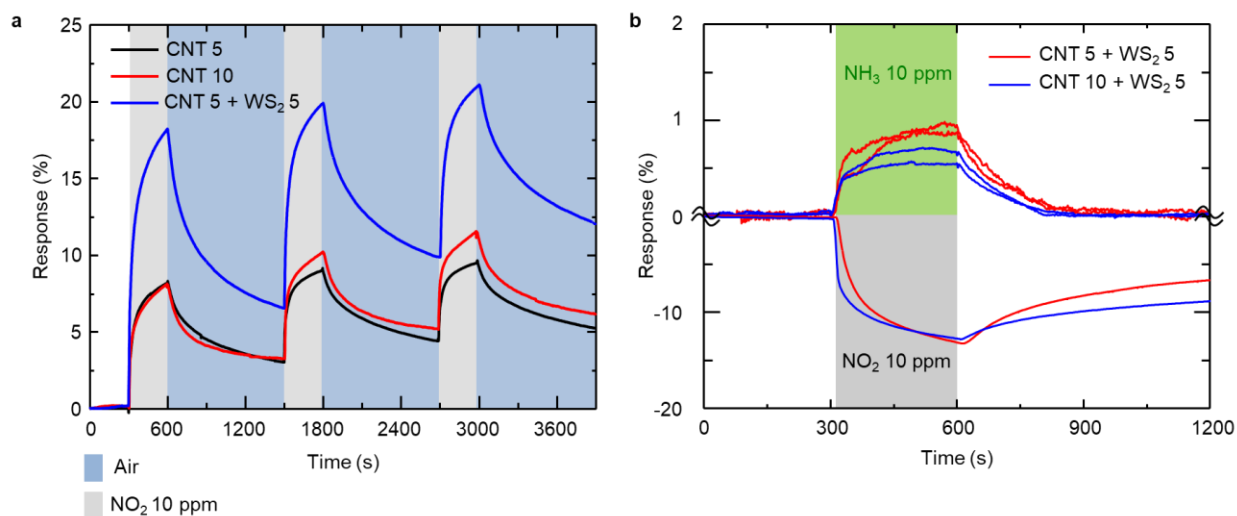 a
25
20
15
10
5
0
Response (%)
CNT 5
CNT 10
CNT 5 + WS₂ 5
0 600 1200 1800 2400 3000 3600
Time (s)
Air
NO₂ 10 ppm
b
2
1
0
-10
-20
Response (%)
NH₃ 10 ppm
CNT 5 + WS₂ 5
CNT 10 + WS₂ 5
NO₂ 10 ppm
0 300 600 900 1200
Time (s)